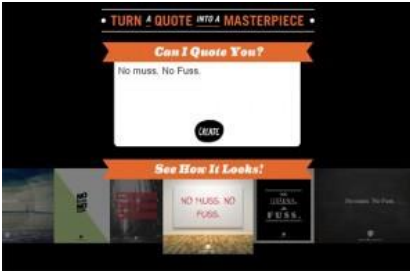 TURN A QUOTE INTO A MASTERPIECE
Can I Quote You?
No muss. No Fuss.
CREATE
See How It Looks!
NO MUSS. NO
FUSS.
FUSS.
No muss. No Fuss.